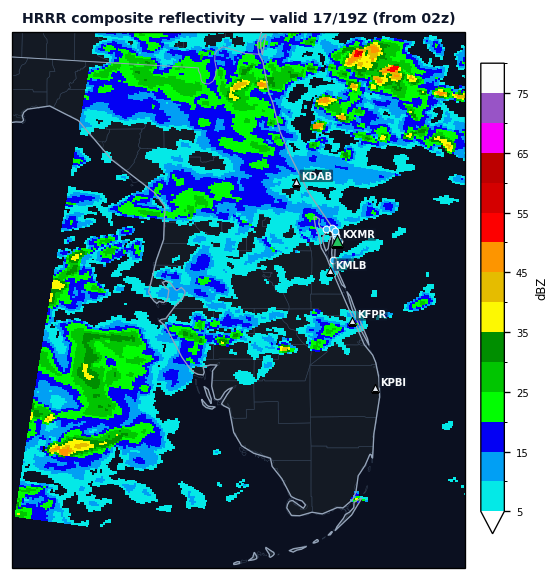 HRRR composite reflectivity — valid 17/19Z (from 02z)
KDAB
KXMR
KMLB
KFPR
KPBI
75
65
55
45
35
25
15
5
dBZ